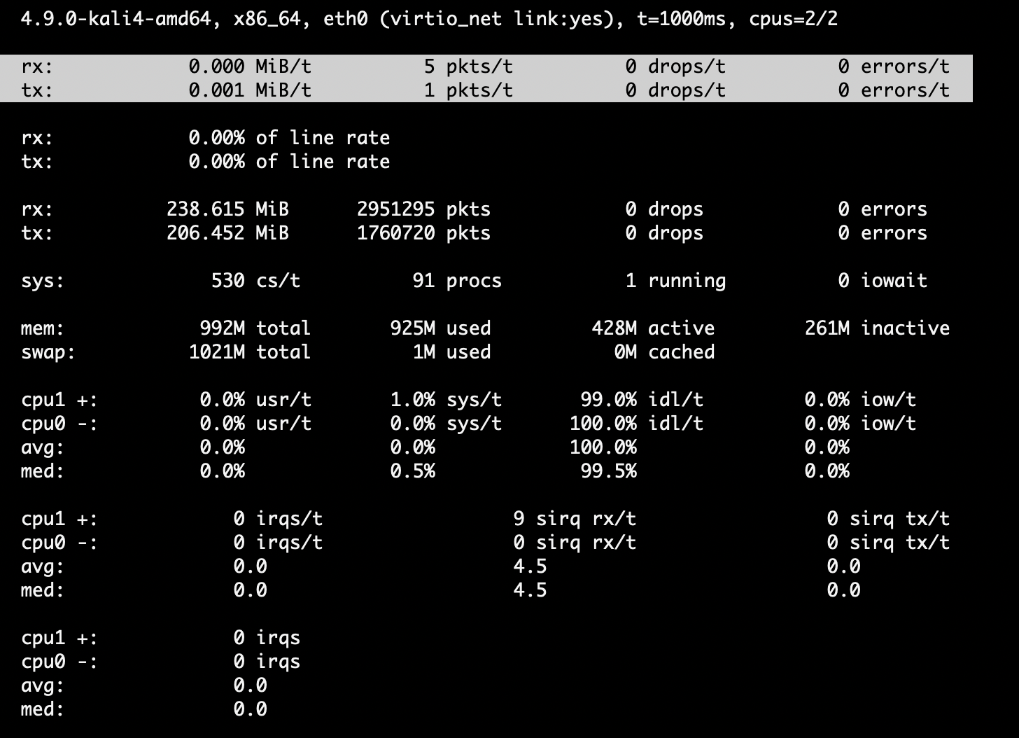 4.9.0-kali4-amd64, x86_64, eth0 (virtio_net link:yes), t=1000ms, cpus=2/2
rx: 0.000 MiB/t 5 pkts/t 0 drops/t 0 errors/t
tx: 0.001 MiB/t 1 pkts/t 0 drops/t 0 errors/t
rx: 0.00% of line rate
tx: 0.00% of line rate
rx: 238.615 MiB 2951295 pkts 0 drops 0 errors
tx: 206.452 MiB 1760720 pkts 0 drops 0 errors
sys: 530 cs/t 91 procs 1 running 0 iowait
mem: 992M total 925M used 428M active 261M inactive
swap: 1021M total 1M used 0M cached
cpu1 +: 0.0% usr/t 1.0% sys/t 99.0% idl/t 0.0% iow/t
cpu0 -: 0.0% usr/t 0.0% sys/t 100.0% idl/t 0.0% iow/t
avg: 0.0% 0.0% 100.0% 0.0%
med: 0.0% 0.5% 99.5% 0.0%
cpu1 +: 0 irqs/t 9 sirq rx/t 0 sirq tx/t
cpu0 -: 0 irqs/t 0 sirq rx/t 0 sirq tx/t
avg: 0.0 4.5 0.0
med: 0.0 4.5 0.0
cpu1 +: 0 irqs
cpu0 -: 0 irqs
avg: 0.0
med: 0.0